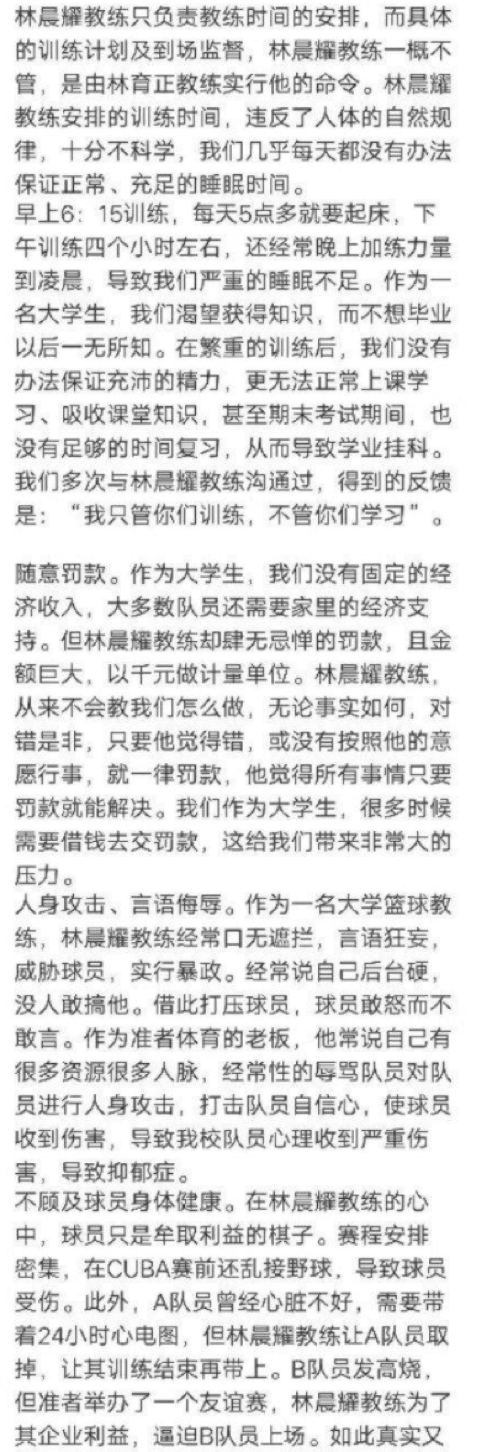 林晨耀教练只负责教练时间的安排，而具体
的训练计划及到场监督，林晨耀教练一概不
管，是由林育正教练实行他的命令。林晨耀
教练安排的训练时间，违反了人体的自然规
律，十分不科学，我们几乎每天都没有办法
保证正常、充足的睡眠时间。
早上6：15训练，每天5点多就要起床，下
午训练四个小时左右，还经常晚上加练力量
到凌晨，导致我们严重的睡眠不足。作为一
名大学生，我们渴望获得知识，而不想毕业
以后一无所知。在繁重的训练后，我们没有
办法保证充沛的精力，更无法正常上课学
习、吸收课堂知识，甚至期末考试期间，也
没有足够的时间复习，从而导致学业挂科。
我们多次与林晨耀教练沟通过，得到的反馈
是：“我只管你们训练，不管你们学习”。
随意罚款。作为大学生，我们没有固定的经
济收入，大多数队员还需要家里的经济支
持。但林晨耀教练却肆无忌惮的罚款，且金
额巨大，以千元做计量单位。林晨耀教练，
从来不会教我们怎么做，无论事实如何，对
错是非，只要他觉得错，或没有按照他的意
愿行事，就一律罚款，他觉得所有事情只要
罚款就能解决。我们作为大学生，很多时候
需要借钱去交罚款，这给我们带来非常大的
压力。
人身攻击、言语侮辱。作为一名大学篮球教
练，林晨耀教练经常口无遮拦，言语狂妄，
威胁球员，实行暴政。经常说自己后台硬，
没人敢搞他。借此打压球员，球员敢怒而不
敢言。作为准者体育的老板，他常说自己有
很多资源很多人脉，经常性的辱骂队员对队
员进行人身攻击，打击队员自信心，使球员
收到伤害，导致我校队员心理收到严重伤
害，导致抑郁症。
不顾及球员身体健康。在林晨耀教练的心
中，球员只是牟取利益的棋子。赛程安排
密集，在CUBA赛前还乱接野球，导致球员
受伤。此外，A队员曾经心脏不好，需要带
着24小时心电图，但林晨耀教练让A队员取
掉，让其训练结束再带上。B队员发高烧，
但准者举办了一个友谊赛，林晨耀教练为了
其企业利益，逼迫B队员上场。如此真实又